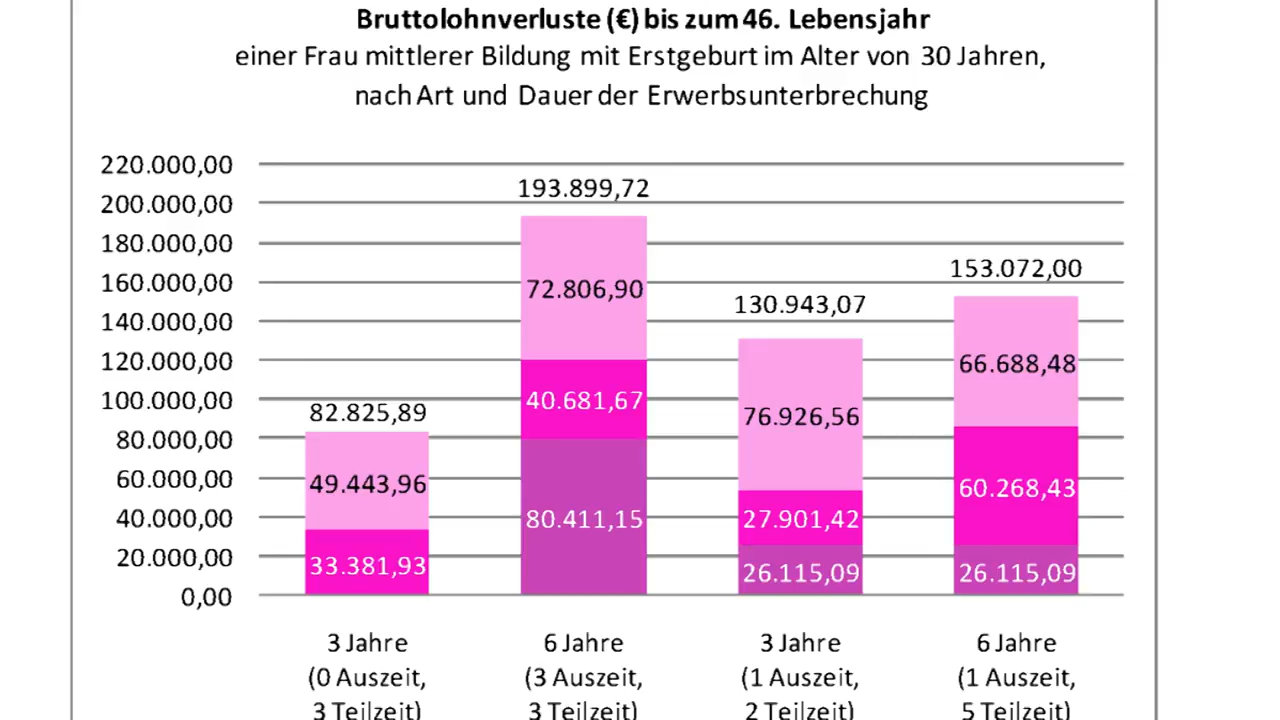 Bruttolohnverluste (€) bis zum 46. Lebensjahr
einer Frau mittlerer Bildung mit Erstgeburt im Alter von 30 Jahren,
nach Art und Dauer der Erwerbsunterbrechung
220.000,00
200.000,00
180.000,00
160.000,00
140.000,00
120.000,00
100.000,00
80.000,00
60.000,00
40.000,00
20.000,00
0,00
82.825,89
49.443,96
33.381,93
193.899,72
72.806,90
40.681,67
80.411,15
130.943,07
76.926,56
27.901,42
26.115,09
153.072,00
66.688,48
60.268,43
26.115,09
3 Jahre
(0 Auszeit,
3 Teilzeit)
6 Jahre
(3 Auszeit,
3 Teilzeit)
3 Jahre
(1 Auszeit,
2 Teilzeit)
6 Jahre
(1 Auszeit,
5 Teilzeit)